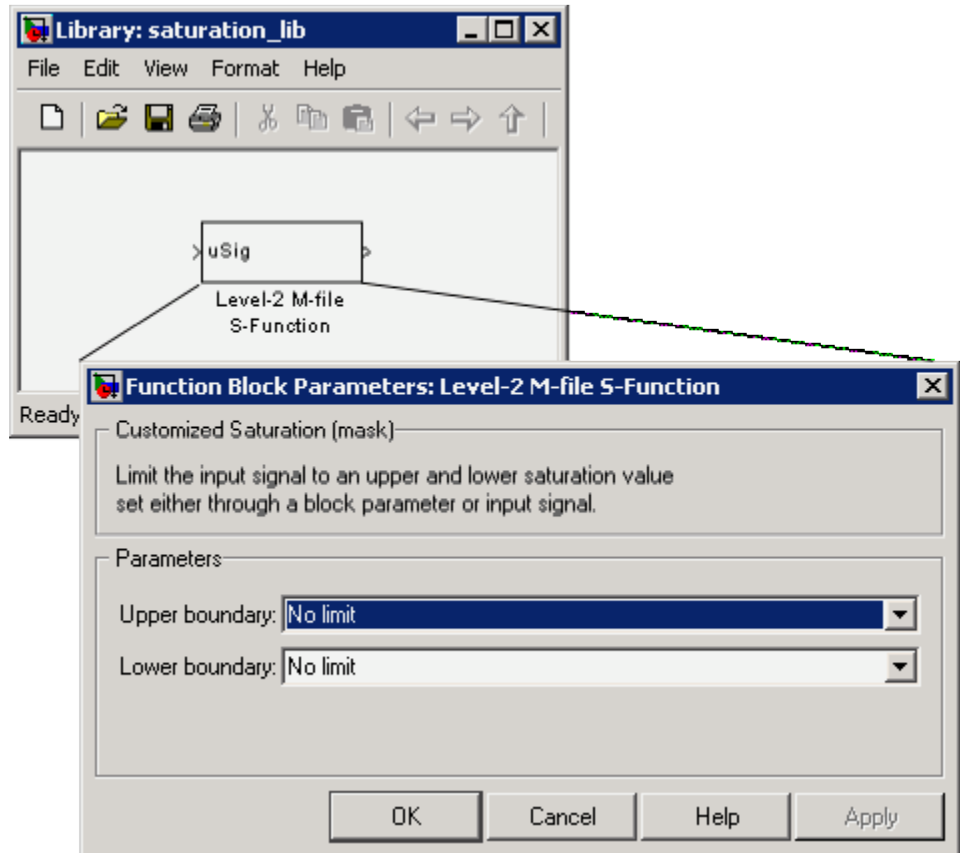 Library: saturation_lib
File Edit View Format Help
uSig
Level-2 M-file
S-Function
Ready
Function Block Parameters: Level-2 M-file S-Function
Customized Saturation (mask)
Limit the input signal to an upper and lower saturation value
set either through a block parameter or input signal.
Parameters
Upper boundary: No limit
Lower boundary: No limit
OK Cancel Help Apply